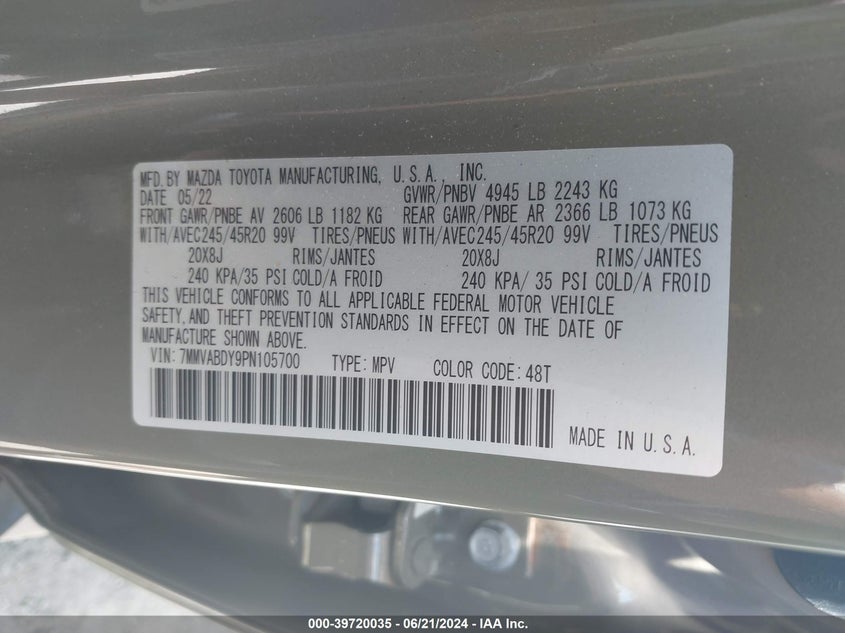 MFD. BY MAZDA TOYOTA MANUFACTURING, U.S.A., INC.
DATE 05/22 GVWR/PNBV 4945 LB 2243 KG
FRONT GAWR/PNBE AV 2606 LB 1182 KG REAR GAWR/PNBE AR 2366 LB 1073 KG
WITH/AVEC245/45R20 99V TIRES/PNEUS WITH/AVEC245/45R20 99V TIRES/PNEUS
20X8J RIMS/JANTES 20X8J RIMS/JANTES
240 KPA/35 PSI COLD/A FROID 240 KPA/ 35 PSI COLD/A FROID
THIS VEHICLE CONFORMS TO ALL APPLICABLE FEDERAL MOTOR VEHICLE
SAFETY, AND THEFT PREVENTION STANDARDS IN EFFECT ON THE DATE OF
MANUFACTURE SHOWN ABOVE.
VIN: 7MMVABDY9PN105700 TYPE: MPV COLOR CODE: 48T
MADE IN U.S.A.
000-39720035 - 06/21/2024 - IAA Inc.